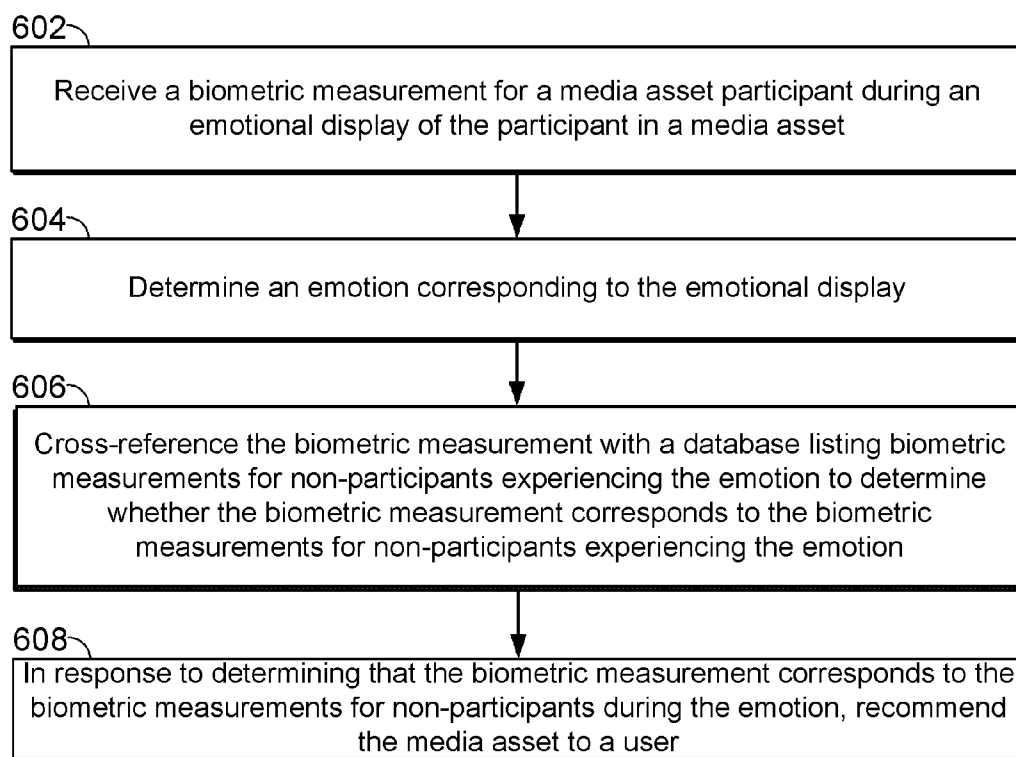 602
Receive a biometric measurement for a media asset participant during an
emotional display of the participant in a media asset
604
Determine an emotion corresponding to the emotional display
606
Cross-reference the biometric measurement with a database listing biometric
measurements for non-participants experiencing the emotion to determine
whether the biometric measurement corresponds to the biometric
measurements for non-participants experiencing the emotion
608
In response to determining that the biometric measurement corresponds to the
biometric measurements for non-participants during the emotion, recommend
the media asset to a user